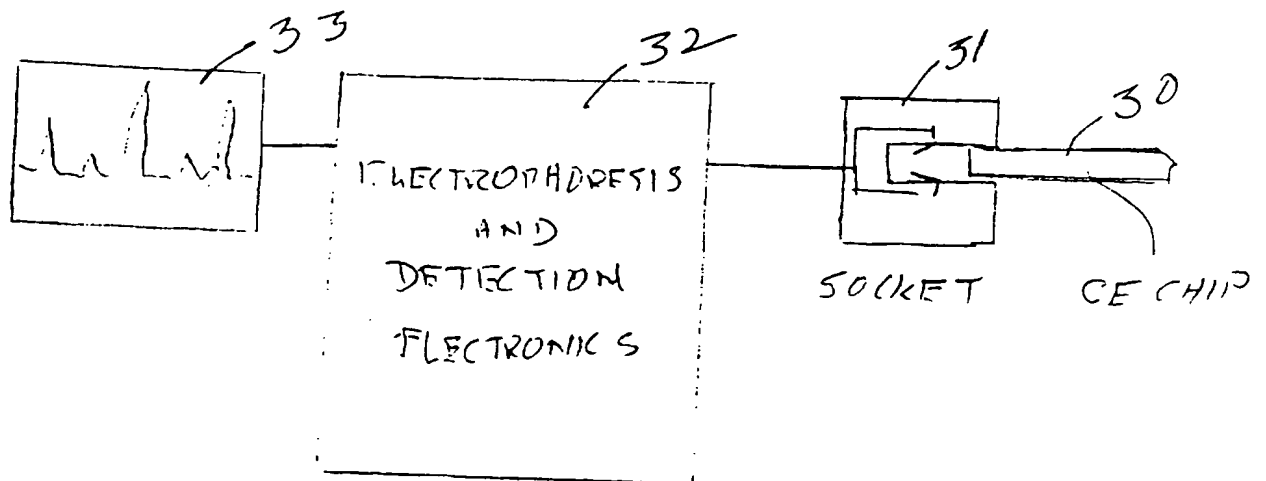 33
32
31
30
ELECTROPHORESIS
AND
DETECTION
ELECTRONICS
SOCKET
CE CHIP